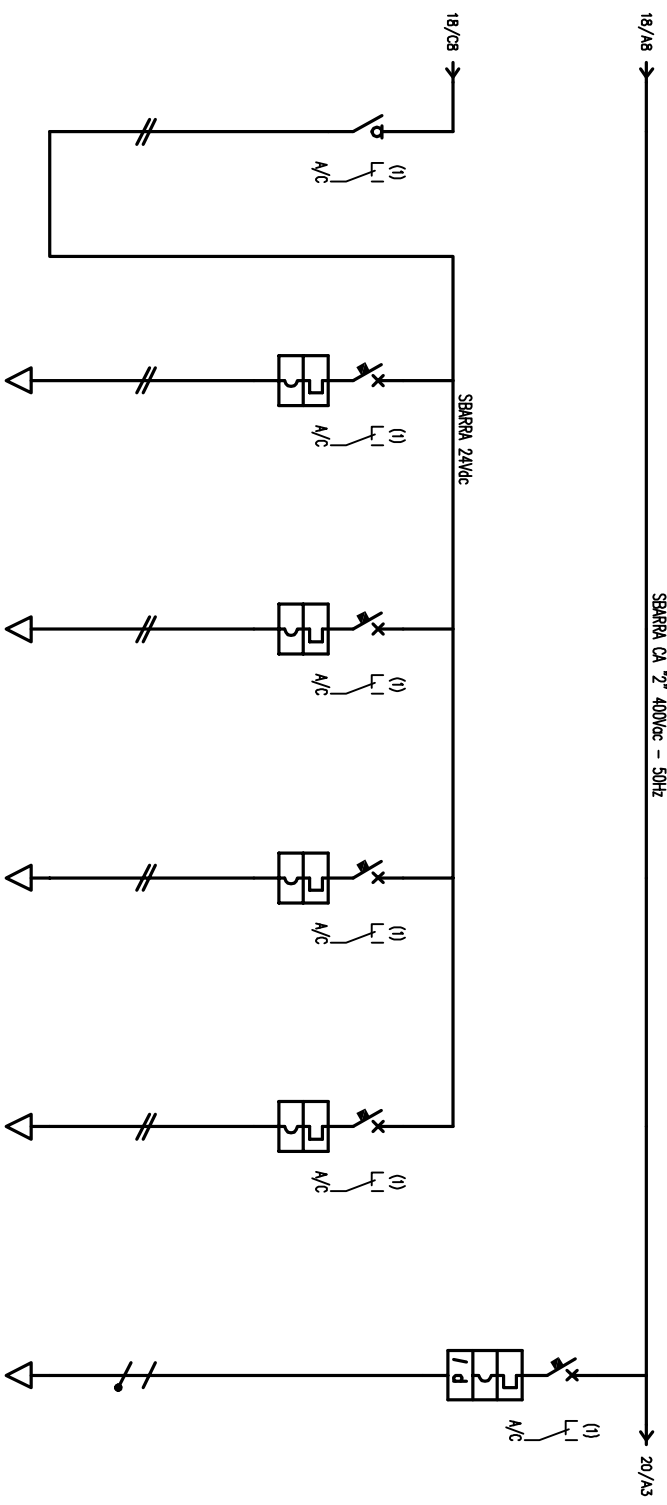 18/A8
SBARRA CA "2" 400Vac - 50Hz
20/A3
(1)
A/C
I d
18/C8
SBARRA 24Vdc
(1)
A/C
(1)
A/C
(1)
A/C
(1)
A/C
(1)
A/C